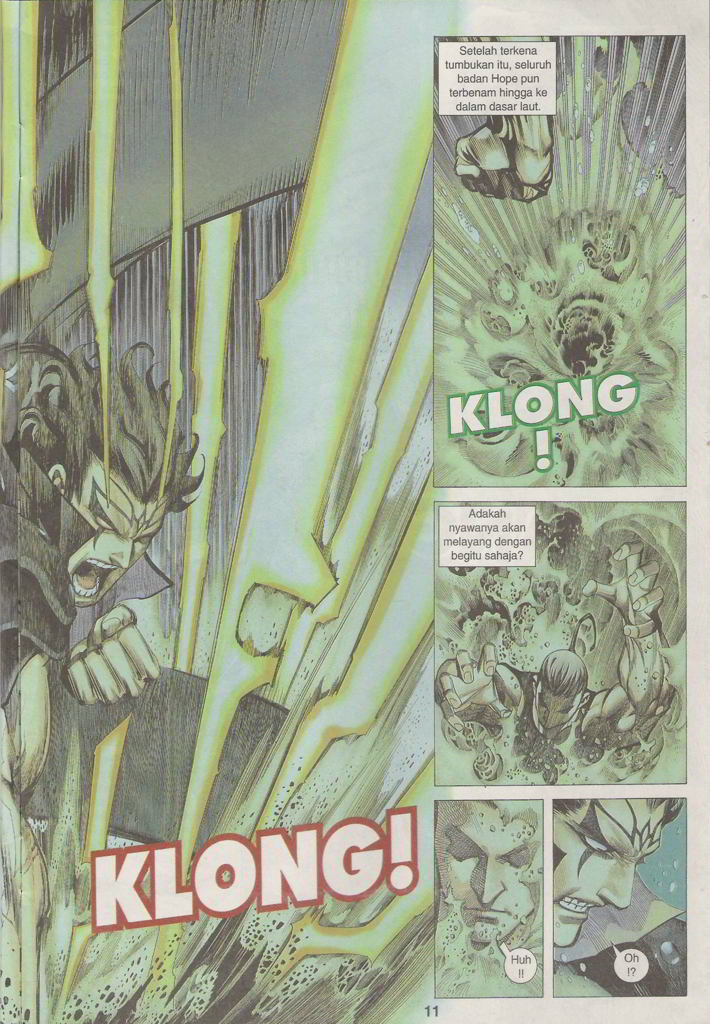 KLONG!
Setelah terkena
tumbukan itu, seluruh
badan Hope pun
terbenam hingga ke
dalam dasar laut.
KLONG
!
Adakah
nyawanya akan
melayang dengan
begitu sahaja?
Huh
!!
Oh
!?
11